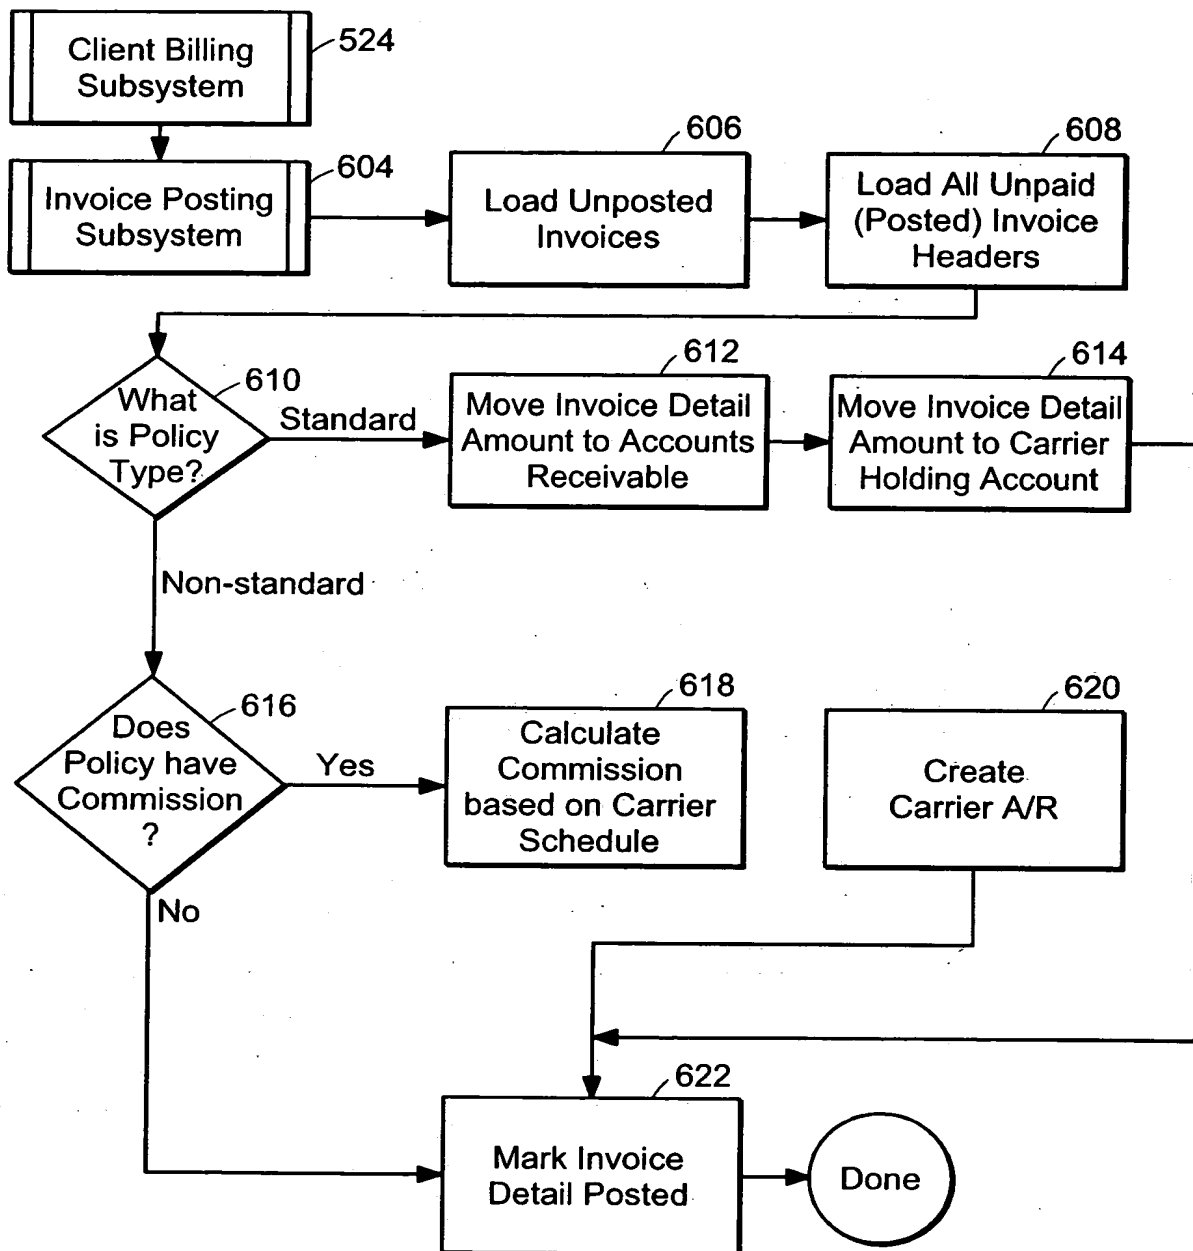 Client Billing
Subsystem
524
Invoice Posting
Subsystem
604
Load Unposted
Invoices
606
Load All Unpaid
(Posted) Invoice
Headers
608
What
is Policy
Type?
610
Standard
Move Invoice Detail
Amount to Accounts
Receivable
612
Move Invoice Detail
Amount to Carrier
Holding Account
614
Non-standard
Does
Policy have
Commission
?
616
Yes
Calculate
Commission
based on Carrier
Schedule
618
Create
Carrier A/R
620
No
Mark Invoice
Detail Posted
622
Done